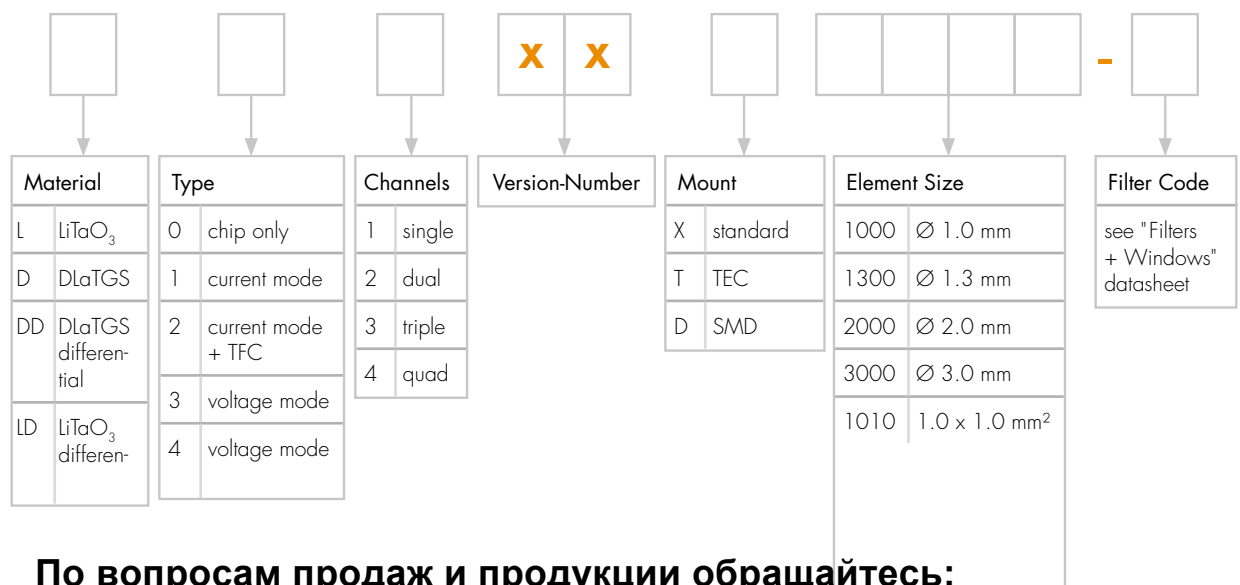 x x -
Material
L LiTaO₃
D DLaTGS
DD DLaTGS
differen-
tial
LD LiTaO₃
differen-
Type
0 chip only
1 current mode
2 current mode
+ TFC
3 voltage mode
4 voltage mode
Channels
1 single
2 dual
3 triple
4 quad
Version-Number
Mount
X standard
T TEC
D SMD
Element Size
1000 Ø 1.0 mm
1300 Ø 1.3 mm
2000 Ø 2.0 mm
3000 Ø 3.0 mm
1010 1.0 x 1.0 mm²
Filter Code
see "Filters
+ Windows"
datasheet
По вопросам продаж и продукции обращайтесь: